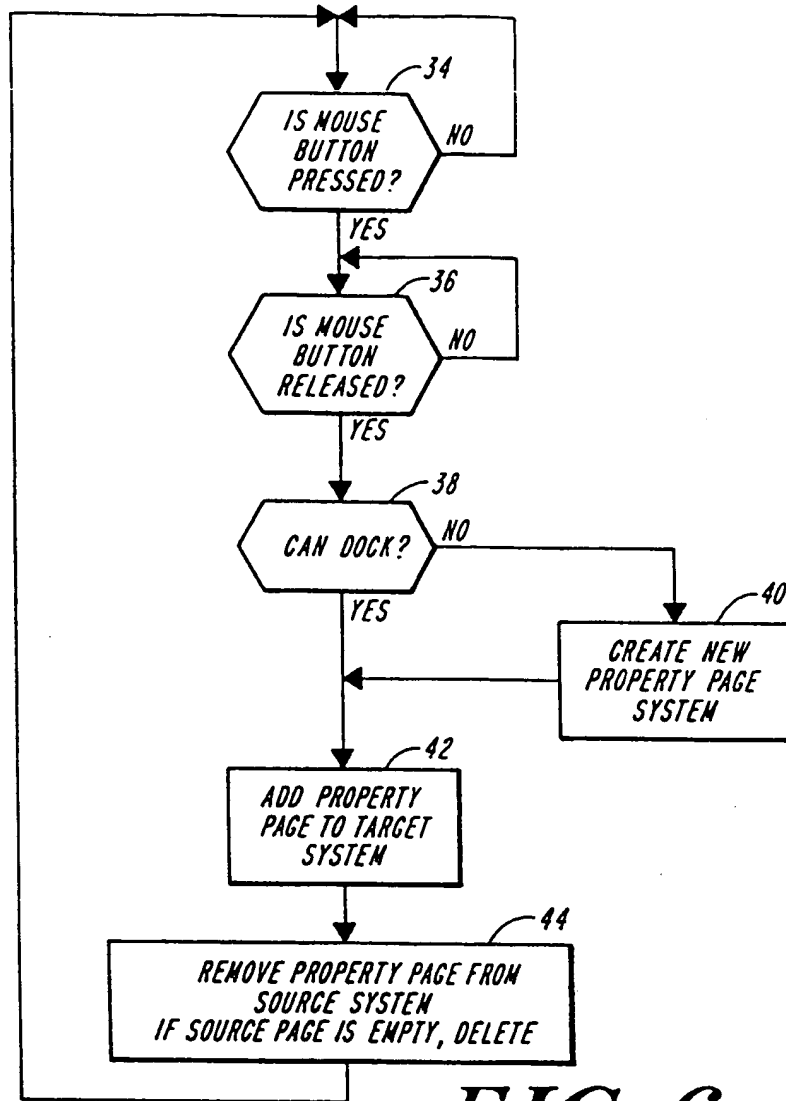 34
IS MOUSE
BUTTON
PRESSED?
NO
YES
36
IS MOUSE
BUTTON
RELEASED?
NO
YES
38
CAN DOCK?
NO
YES
40
CREATE NEW
PROPERTY PAGE
SYSTEM
42
ADD PROPERTY
PAGE TO TARGET
SYSTEM
44
REMOVE PROPERTY PAGE FROM
SOURCE SYSTEM
IF SOURCE PAGE IS EMPTY, DELETE
FIG. 6